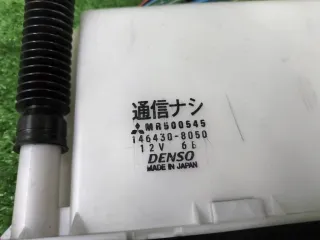 通信ナシ
MR500545
146430-8050
12V 6E
DENSO
MADE IN JAPAN